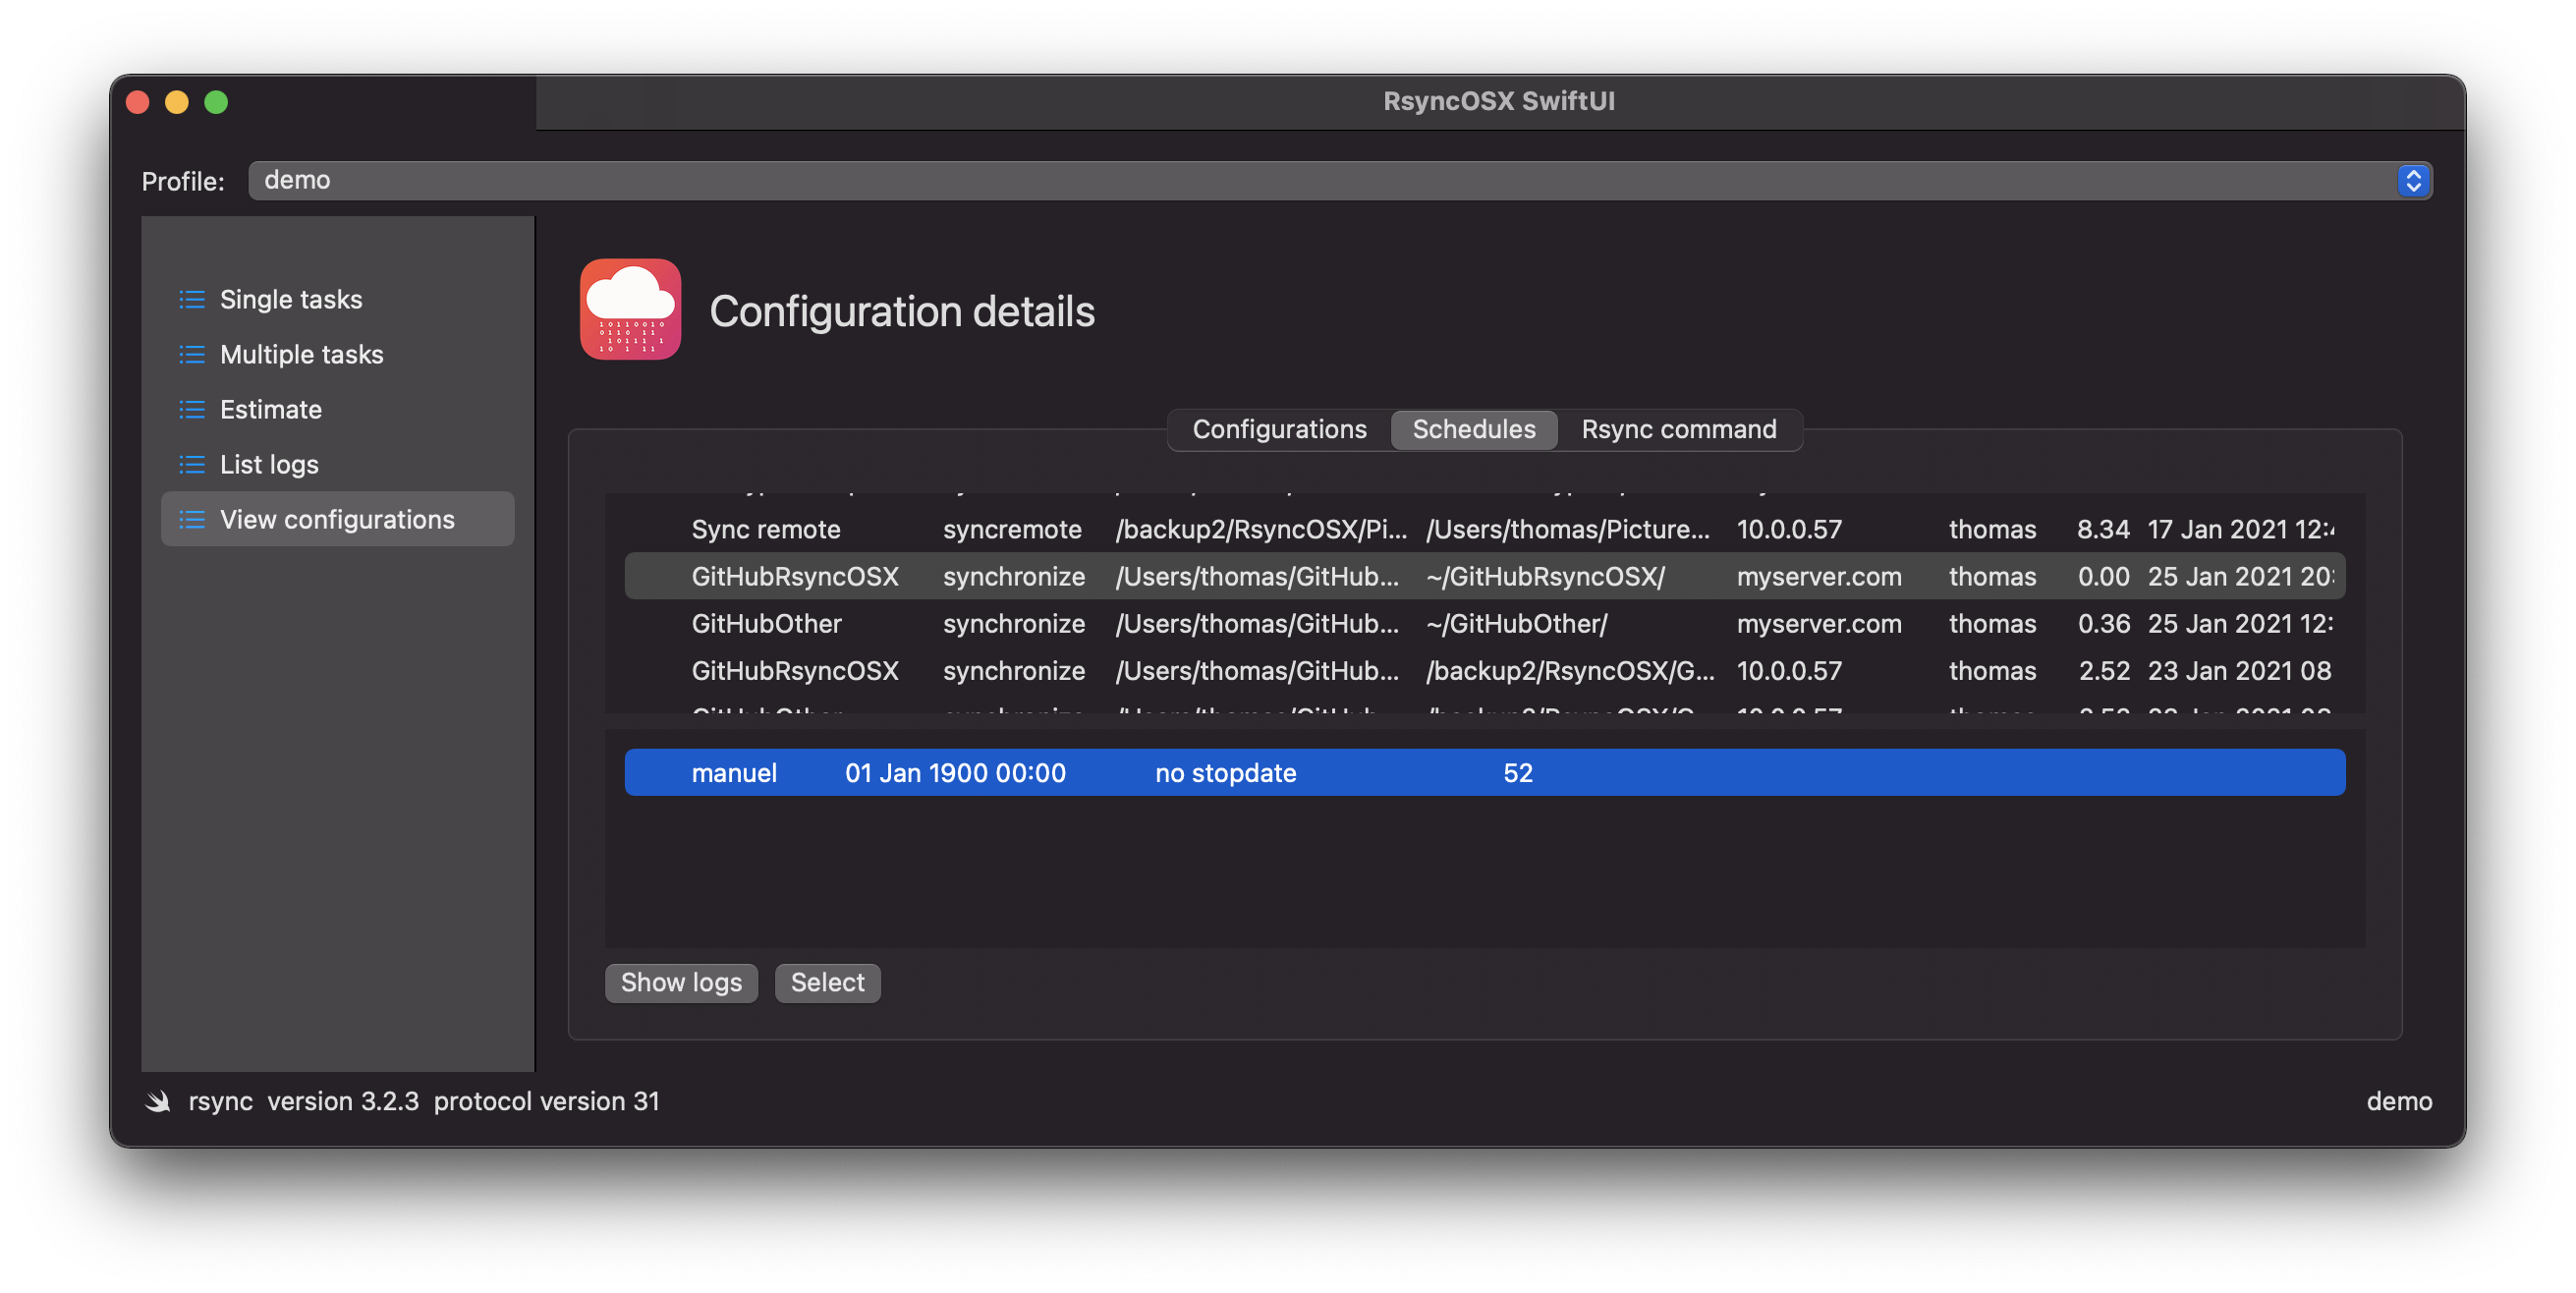 RsyncOSX SwiftUI
Profile: demo
Single tasks
Multiple tasks
Estimate
List logs
View configurations
Configuration details
Configurations Schedules Rsync command
Sync remote syncremote /backup2/RsyncOSX/Pi... /Users/thomas/Picture... 10.0.0.57 thomas 8.34 17 Jan 2021 12:
GitHubRsyncOSX synchronize /Users/thomas/GitHub... ~/GitHubRsyncOSX/ myserver.com thomas 0.00 25 Jan 2021 20:
GitHubOther synchronize /Users/thomas/GitHub... ~/GitHubOther/ myserver.com thomas 0.36 25 Jan 2021 12:
GitHubRsyncOSX synchronize /Users/thomas/GitHub... /backup2/RsyncOSX/G... 10.0.0.57 thomas 2.52 23 Jan 2021 08
manuel 01 Jan 1900 00:00 no stopdate 52
Show logs Select
rsync version 3.2.3 protocol version 31
demo